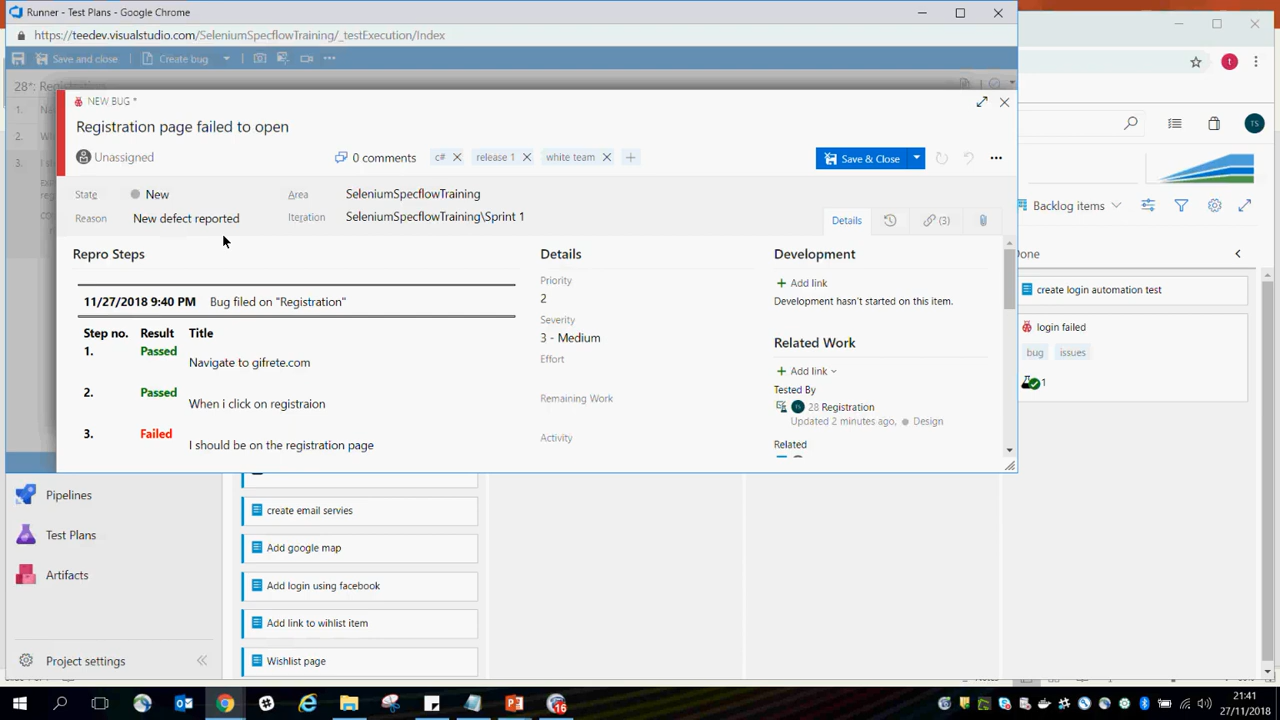 Runner - Test Plans - Google Chrome
https://teedev.visualstudio.com/SeleniumSpecflowTraining/_testExecution/Index
Save and close
Create bug
NEW BUG *
Registration page failed to open
Unassigned
0 comments
c#
release 1
white team
Save & Close
State
New
Area
SeleniumSpecflowTraining
Reason
New defect reported
Iteration
SeleniumSpecflowTraining\Sprint 1
Details
(3)
Repro Steps
11/27/2018 9:40 PM Bug filed on "Registration"
Step no. Result Title
1. Passed
Navigate to gifrete.com
2. Passed
When i click on registraion
3. Failed
I should be on the registration page
Details
Priority
2
Severity
3 - Medium
Effort
Remaining Work
Activity
Development
Add link
Development hasn't started on this item.
Related Work
Add link
Tested By
TS 28 Registration
Updated 2 minutes ago, Design
Related
t
TS
Backlog items
Done
create login automation test
login failed
bug issues
1
Pipelines
Test Plans
Artifacts
Project settings
create email servies
Add google map
Add login using facebook
Add link to wihlist item
Wishlist page
21:41
27/11/2018